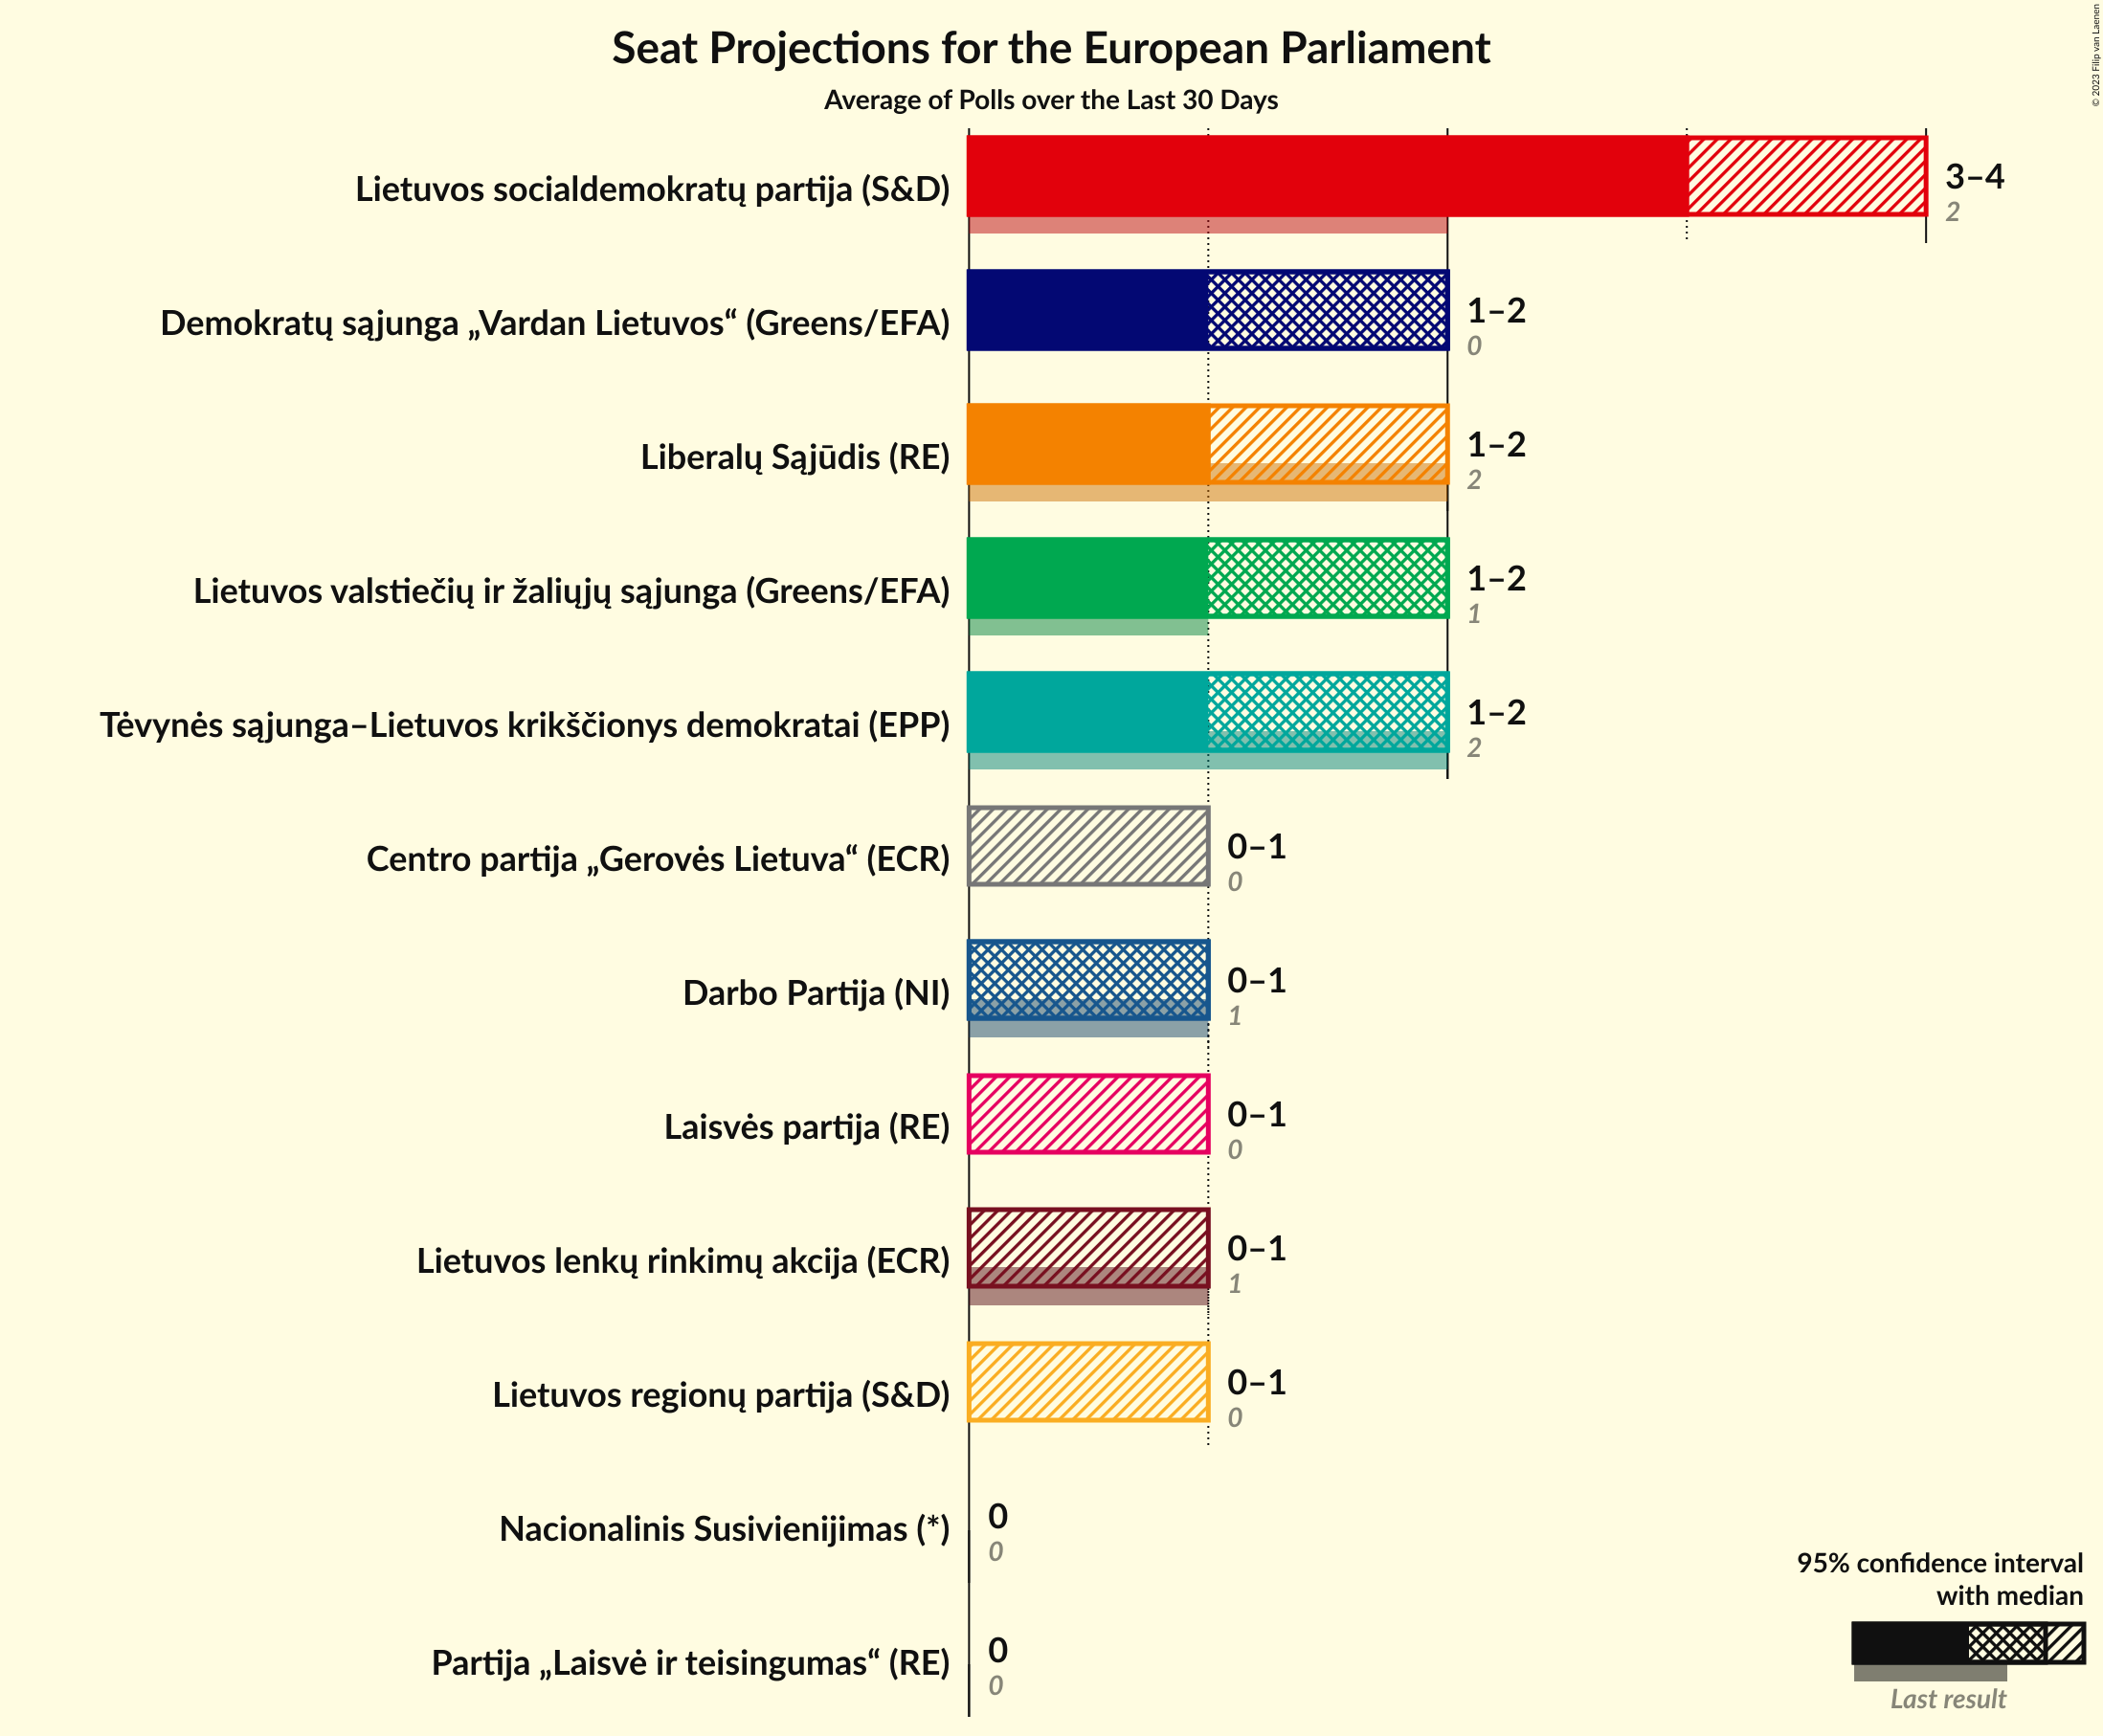 Seat Projections for the European Parliament
Average of Polls over the Last 30 Days
© 2023 Filip van Laenen
Lietuvos socialdemokratų partija (S&D)
3–4
2
Demokratų sąjunga „Vardan Lietuvos“ (Greens/EFA)
1–2
0
Liberalų Sąjūdis (RE)
1–2
2
Lietuvos valstiečių ir žaliųjų sąjunga (Greens/EFA)
1–2
1
Tėvynės sąjunga–Lietuvos krikščionys demokratai (EPP)
1–2
2
Centro partija „Gerovės Lietuva“ (ECR)
0–1
0
Darbo Partija (NI)
0–1
1
Laisvės partija (RE)
0–1
0
Lietuvos lenkų rinkimų akcija (ECR)
0–1
1
Lietuvos regionų partija (S&D)
0–1
0
Nacionalinis Susivienijimas (*)
0
0
Partija „Laisvė ir teisingumas“ (RE)
0
0
95% confidence interval
with median
Last result